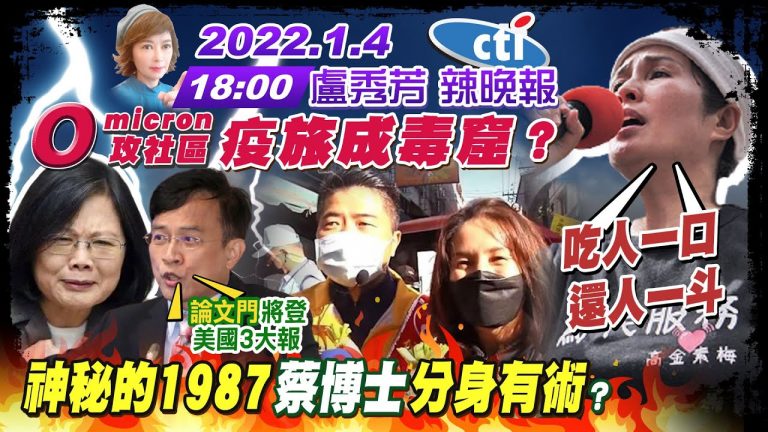 2022.1.4
cti
18:00 盧秀芳 辣晚報
Omicron
攻社區 疫旅成毒窟？
吃人一口
還人一斗
論文門將登
美國3大報
服務
高金素梅
神秘的1987蔡博士分身有術？